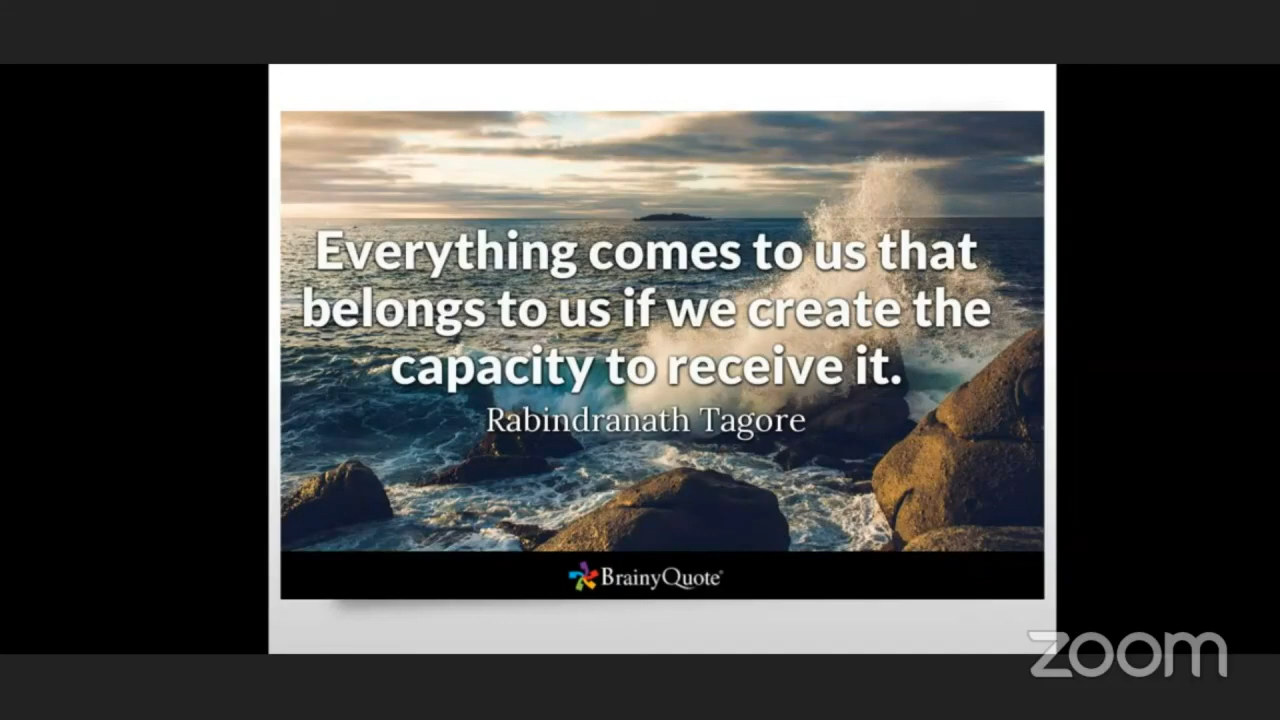 Everything comes to us that
belongs to us if we create the
capacity to receive it.
Rabindranath Tagore
BrainyQuote®
zoom